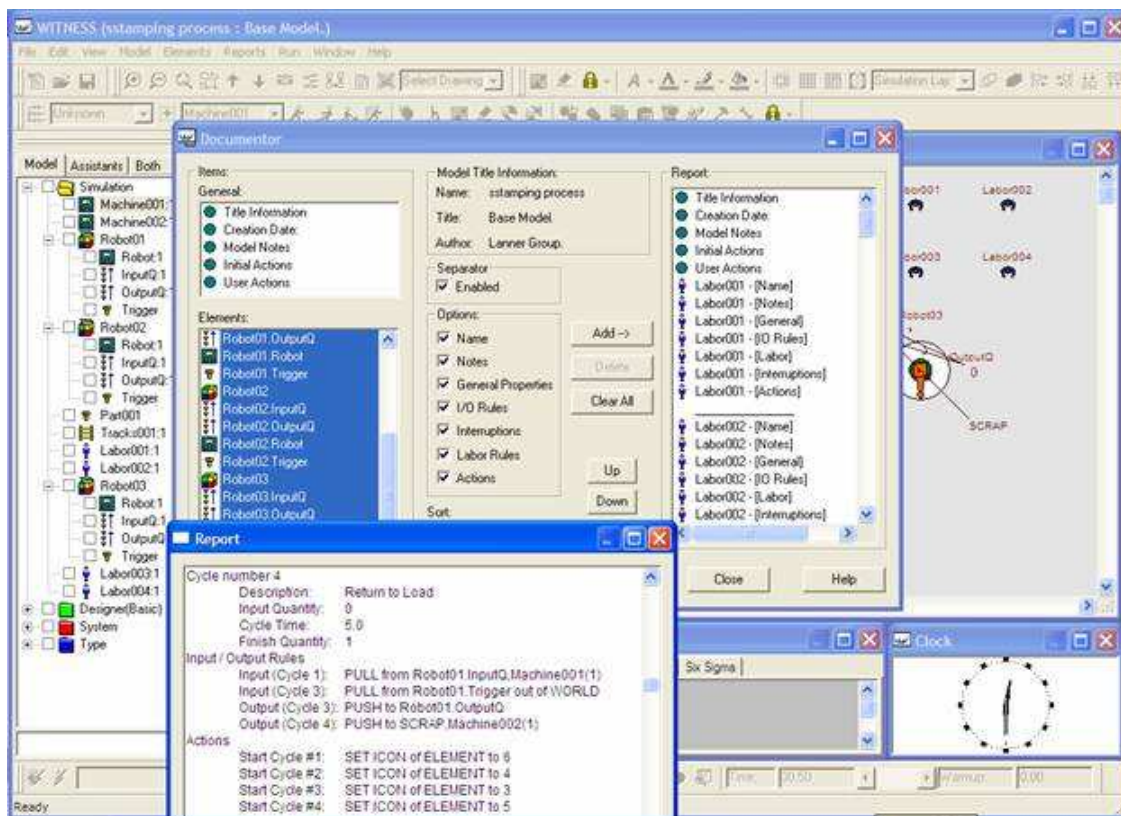 WITNESS (sstamping process : Base Model.)
File Edit View Model Elements Reports Run Window Help
Select Drawing
Simulation Lay
Unknown
Machine001
Model Assistants Both
Simulation
Machine001:1
Machine002
Robot01
Robot:1
InputQ:1
OutputQ:
Trigger
Robot02
Robot:1
InputQ:1
OutputQ:
Trigger
Part001
Tracks001:1
Labor001:1
Labor002:1
Robot03
Robot:1
InputQ:1
OutputQ
Trigger
Labor003:1
Labor004:1
Designer(Basic)
System
Type
Documentor
Items:
General:
Title Information
Creation Date:
Model Notes
Initial Actions
User Actions
Elements:
Robot01.OutputQ
Robot01.Robot
Robot01.Trigger
Robot02
Robot02.InputQ
Robot02.OutputQ
Robot02.Robot
Robot02.Trigger
Robot03
Robot03.InputQ
Robot03.OutputQ
Model Title Information:
Name: sstamping process
Title: Base Model.
Author: Lanner Group.
Separator
Enabled
Options:
Name
Notes
General Properties
I/O Rules
Interruptions
Labor Rules
Actions
Sort:
Add ->
Delete
Clear All
Up
Down
Report:
Title Information
Creation Date:
Model Notes
Initial Actions
User Actions
Labor001 - [Name]
Labor001 - [Notes]
Labor001 - [General]
Labor001 - [IO Rules]
Labor001 - [Labor]
Labor001 - [Interruptions]
Labor001 - [Actions]
Labor002 - [Name]
Labor002 - [Notes]
Labor002 - [General]
Labor002 - [IO Rules]
Labor002 - [Labor]
Labor002 - [Interruptions]
Close
Help
bor001
Labor002
bor003
Labor004
obot03
OutputQ
0
SCRAP
Report
Cycle number 4
Description: Return to Load
Input Quantity: 0
Cycle Time: 5.0
Finish Quantity: 1
Input / Output Rules
Input (Cycle 1): PULL from Robot01.InputQ,Machine001(1)
Input (Cycle 3): PULL from Robot01.Trigger out of WORLD
Output (Cycle 3): PUSH to Robot01.OutputQ
Output (Cycle 4): PUSH to SCRAP,Machine002(1)
Actions
Start Cycle #1: SET ICON of ELEMENT to 6
Start Cycle #2: SET ICON of ELEMENT to 4
Start Cycle #3: SET ICON of ELEMENT to 3
Start Cycle #4: SET ICON of ELEMENT to 5
Six Sigma
Clock
Time: 30.50
Warmup: 0.00
Ready